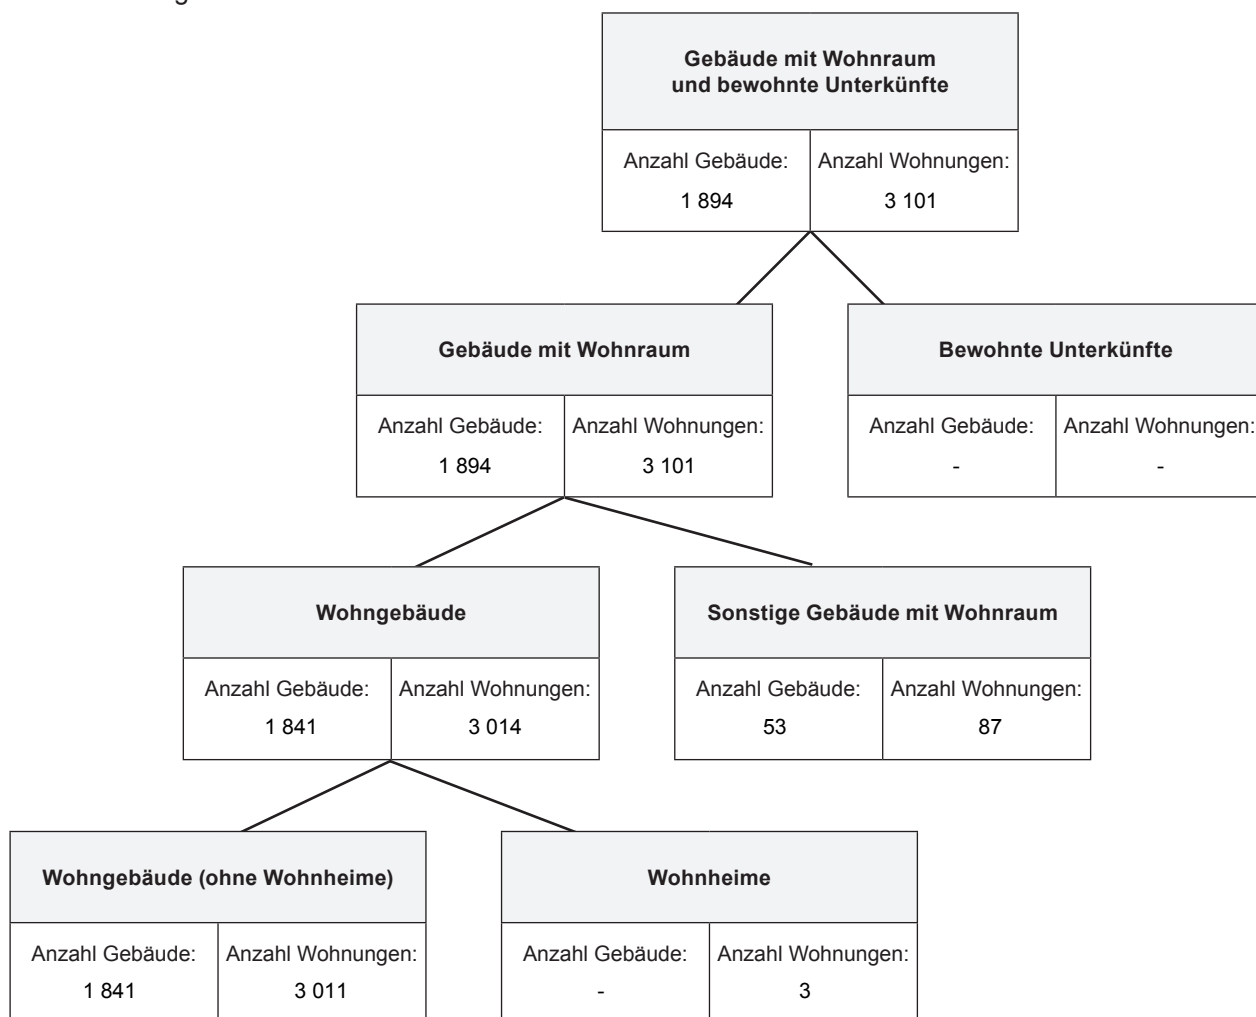 Gebäude mit Wohnraum
und bewohnte Unterkünfte
Anzahl Gebäude: Anzahl Wohnungen:
1 894 3 101
Gebäude mit Wohnraum Bewohnte Unterkünfte
Anzahl Gebäude: Anzahl Wohnungen: Anzahl Gebäude: Anzahl Wohnungen:
1 894 3 101 - -
Wohngebäude Sonstige Gebäude mit Wohnraum
Anzahl Gebäude: Anzahl Wohnungen: Anzahl Gebäude: Anzahl Wohnungen:
1 841 3 014 53 87
Wohngebäude (ohne Wohnheime) Wohnheime
Anzahl Gebäude: Anzahl Wohnungen: Anzahl Gebäude: Anzahl Wohnungen:
1 841 3 011 - 3